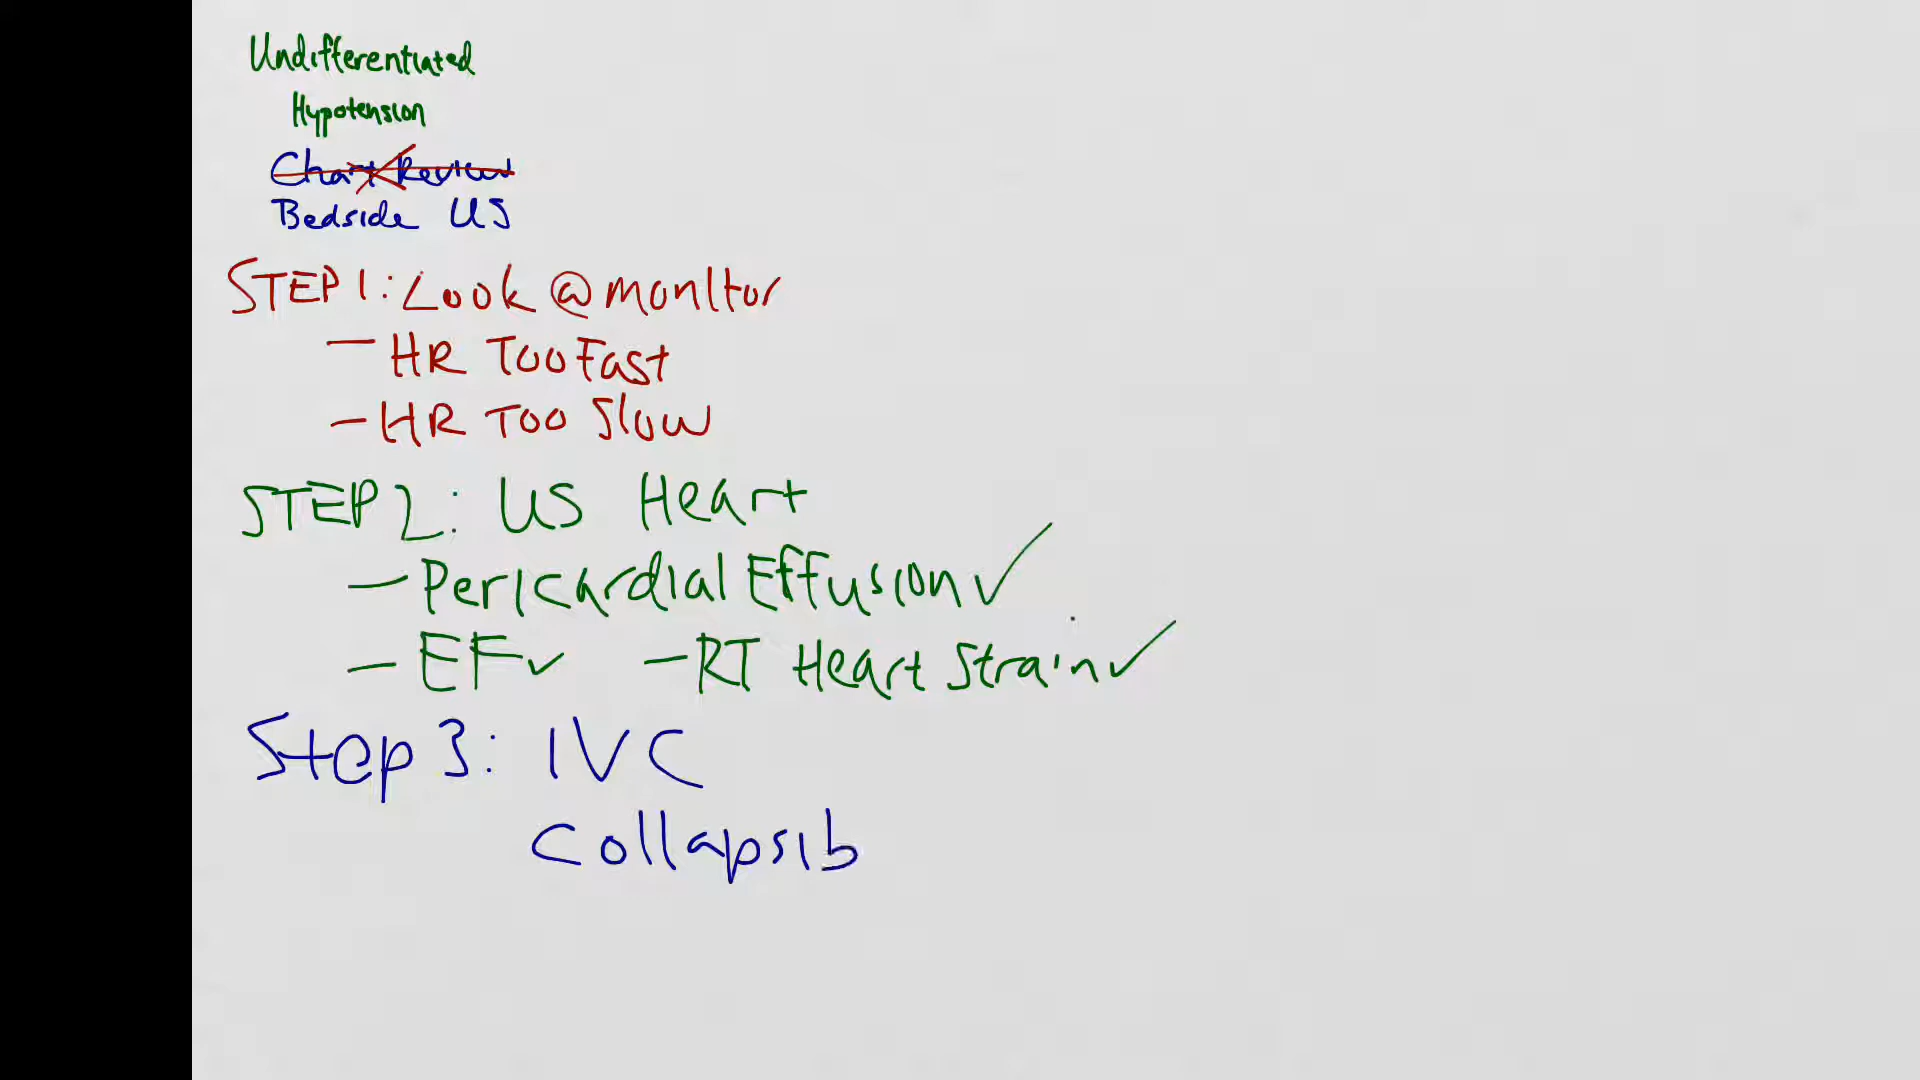 Undifferentiated
Hypotension
Chart Review
Bedside US
STEP 1: Look @ monitor
- HR TOO Fast
- HR TOO Slow
STEP 2: US Heart
- Pericardial Effusion ✓
- EF ✓ - RT Heart Strain ✓
Step 3: IVC
Collapsib